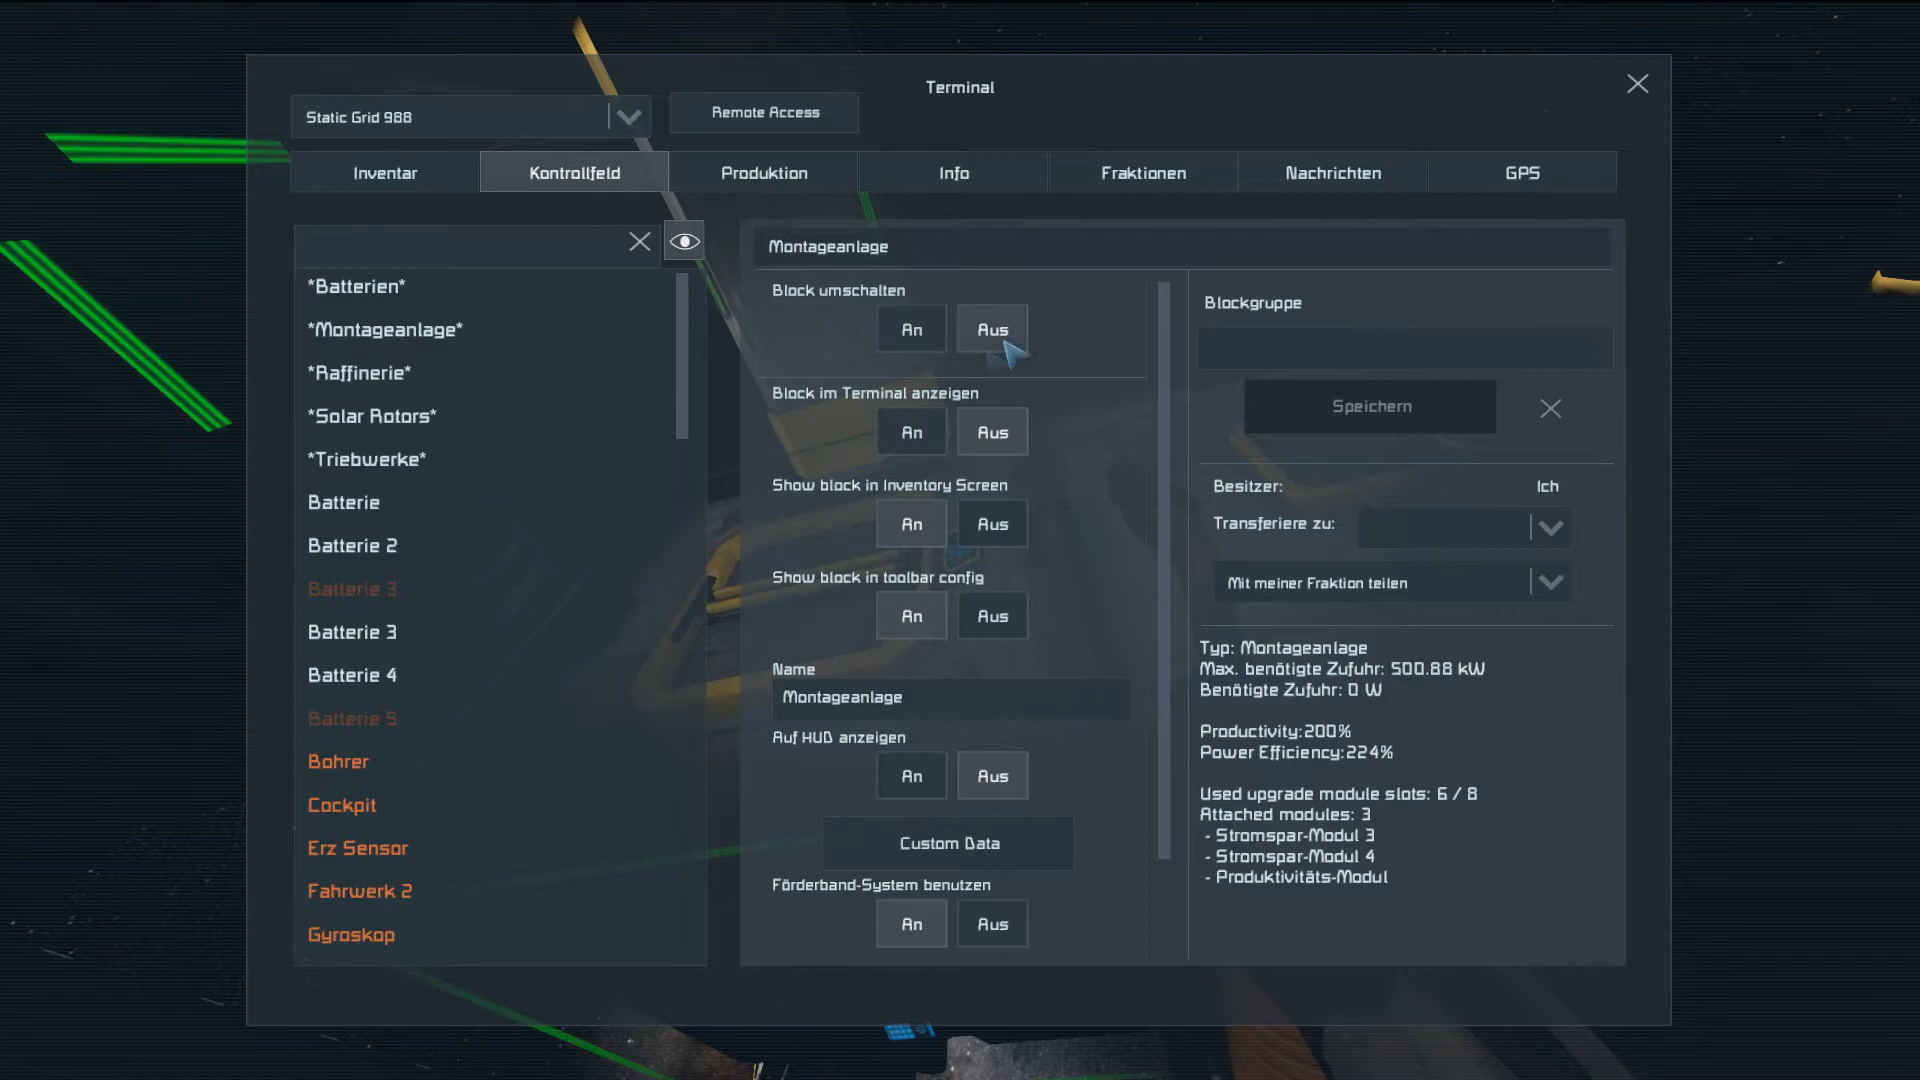 Terminal
Static Grid 988
Remote Access
Inventar
Kontrollfeld
Produktion
Info
Fraktionen
Nachrichten
GPS
*Batterien*
*Montageanlage*
*Raffinerie*
*Solar Rotors*
*Triebwerke*
Batterie
Batterie 2
Batterie 3
Batterie 3
Batterie 4
Batterie 5
Bohrer
Cockpit
Erz Sensor
Fahrwerk 2
Gyroskop
Montageanlage
Block umschalten
An Aus
Block im Terminal anzeigen
An Aus
Show block in Inventory Screen
An Aus
Show block in toolbar config
An Aus
Name
Montageanlage
Auf HUD anzeigen
An Aus
Custom Data
Förderband-System benutzen
An Aus
Blockgruppe
Speichern
Besitzer: Ich
Transferiere zu:
Mit meiner Fraktion teilen
Typ: Montageanlage
Max. benötigte Zufuhr: 500.88 kW
Benötigte Zufuhr: 0 W
Productivity:200%
Power Efficiency:224%
Used upgrade module slots: 6 / 8
Attached modules: 3
- Stromspar-Modul 3
- Stromspar-Modul 4
- Produktivitäts-Modul